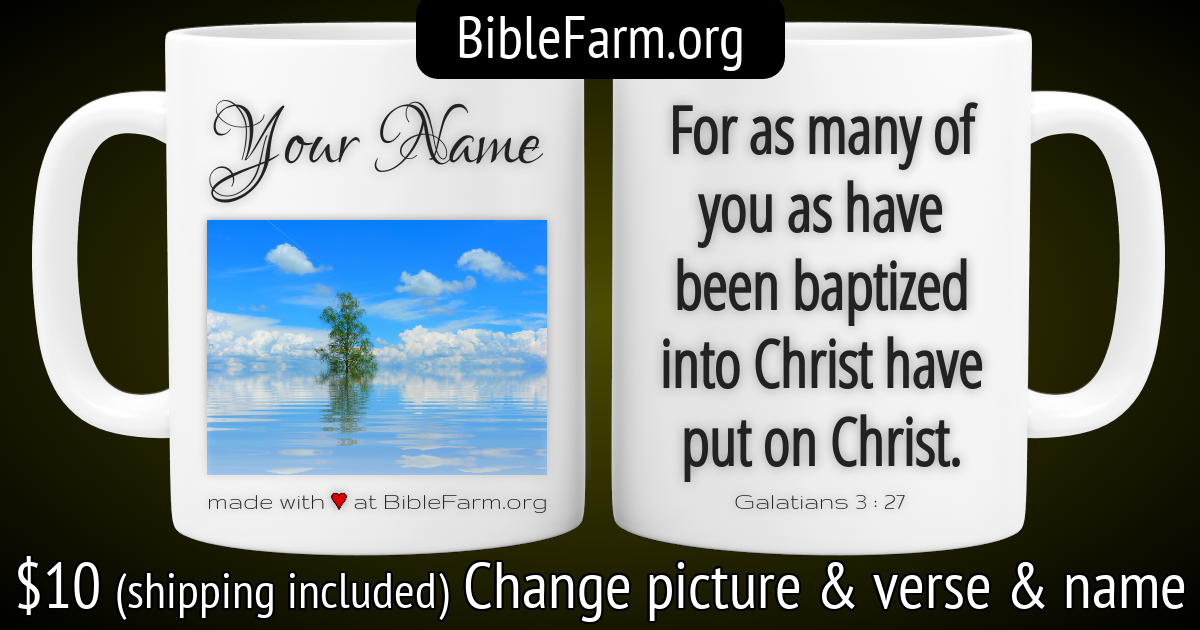 BibleFarm.org
Your Name
made with ♥ at BibleFarm.org
For as many of
you as have
been baptized
into Christ have
put on Christ.
Galatians 3 : 27
$10 (shipping included) Change picture & verse & name